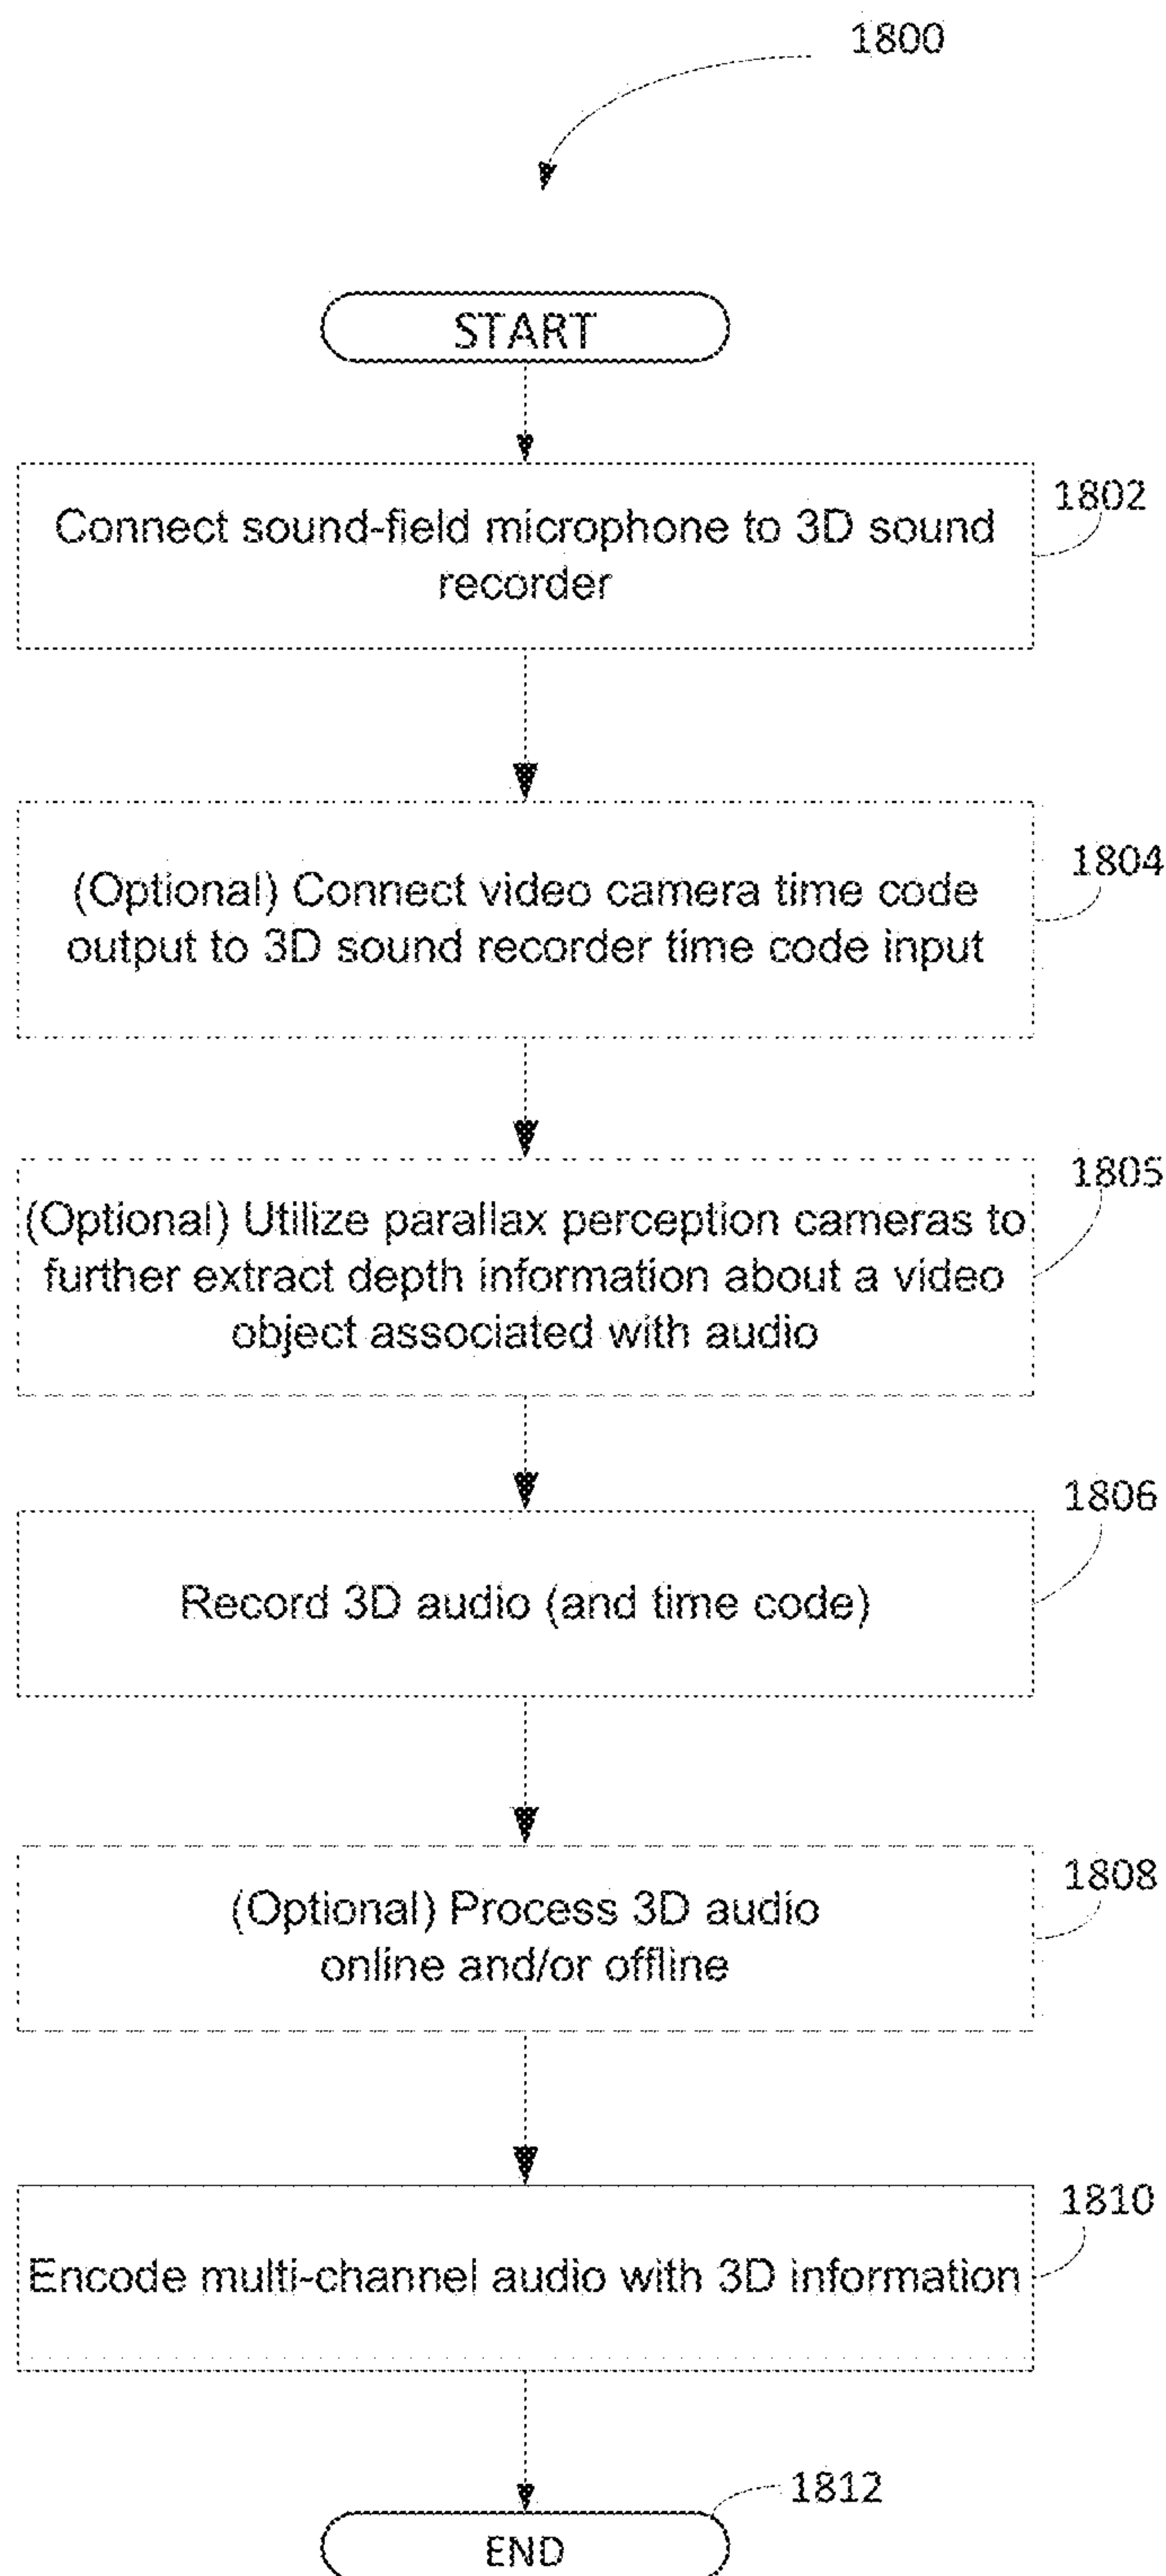 1800
START
Connect sound-field microphone to 3D sound
recorder
1802
(Optional) Connect video camera time code
output to 3D sound recorder time code input
1804
(Optional) Utilize parallax perception cameras to
further extract depth information about a video
object associated with audio
1805
Record 3D audio (and time code)
1806
(Optional) Process 3D audio
online and/or offline
1808
Encode multi-channel audio with 3D information
1810
END
1812